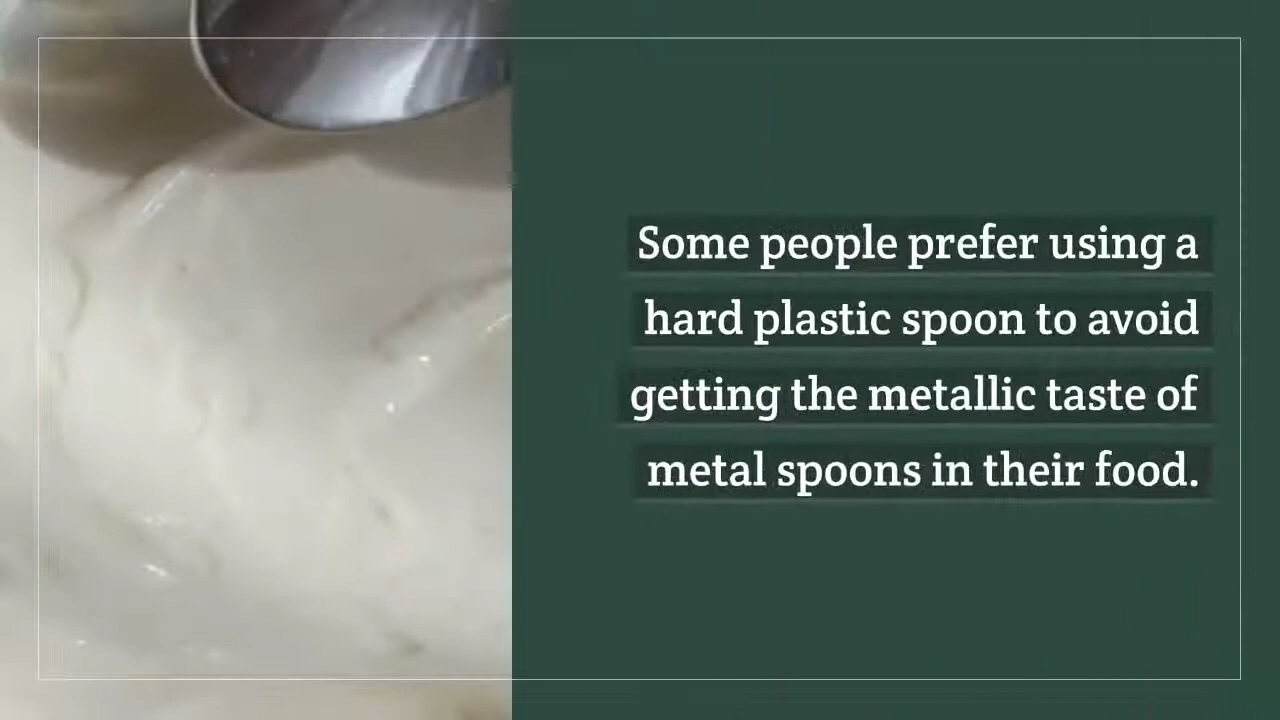 Some people prefer using a
hard plastic spoon to avoid
getting the metallic taste of
metal spoons in their food.